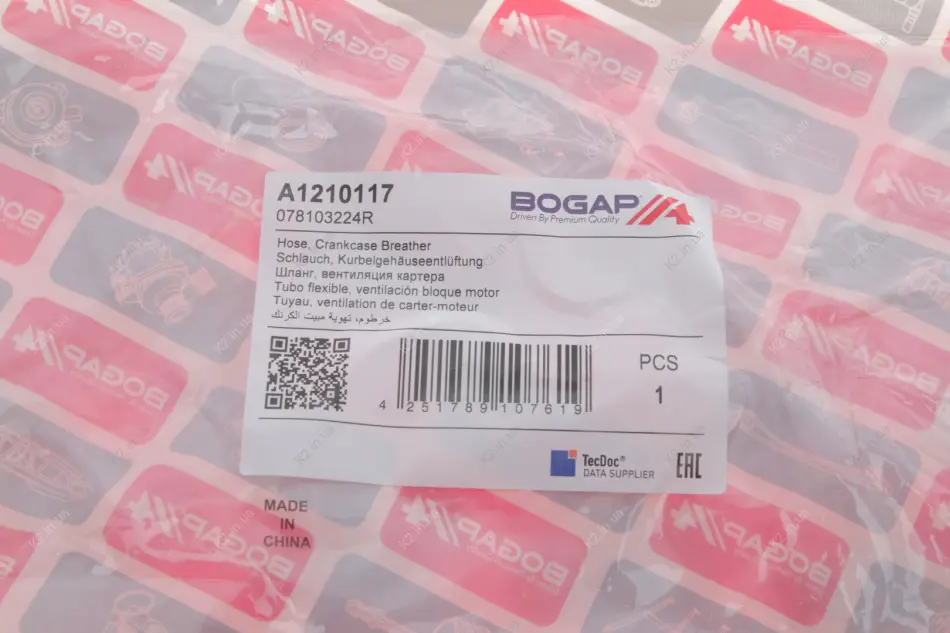 A1210117
078103224R
BOGAP
Driven By Premium Quality
Hose, Crankcase Breather
Schlauch, Kurbelgehäuseentlüftung
Шланг, вентиляция картера
Tubo flexible, ventilación bloque motor
Tuyau, ventilation de carter-moteur
خرطوم، تهوية مبيت الكرنك
4 251789 107619
PCS
1
TecDoc®
DATA SUPPLIER
EAC
MADE
IN
CHINA